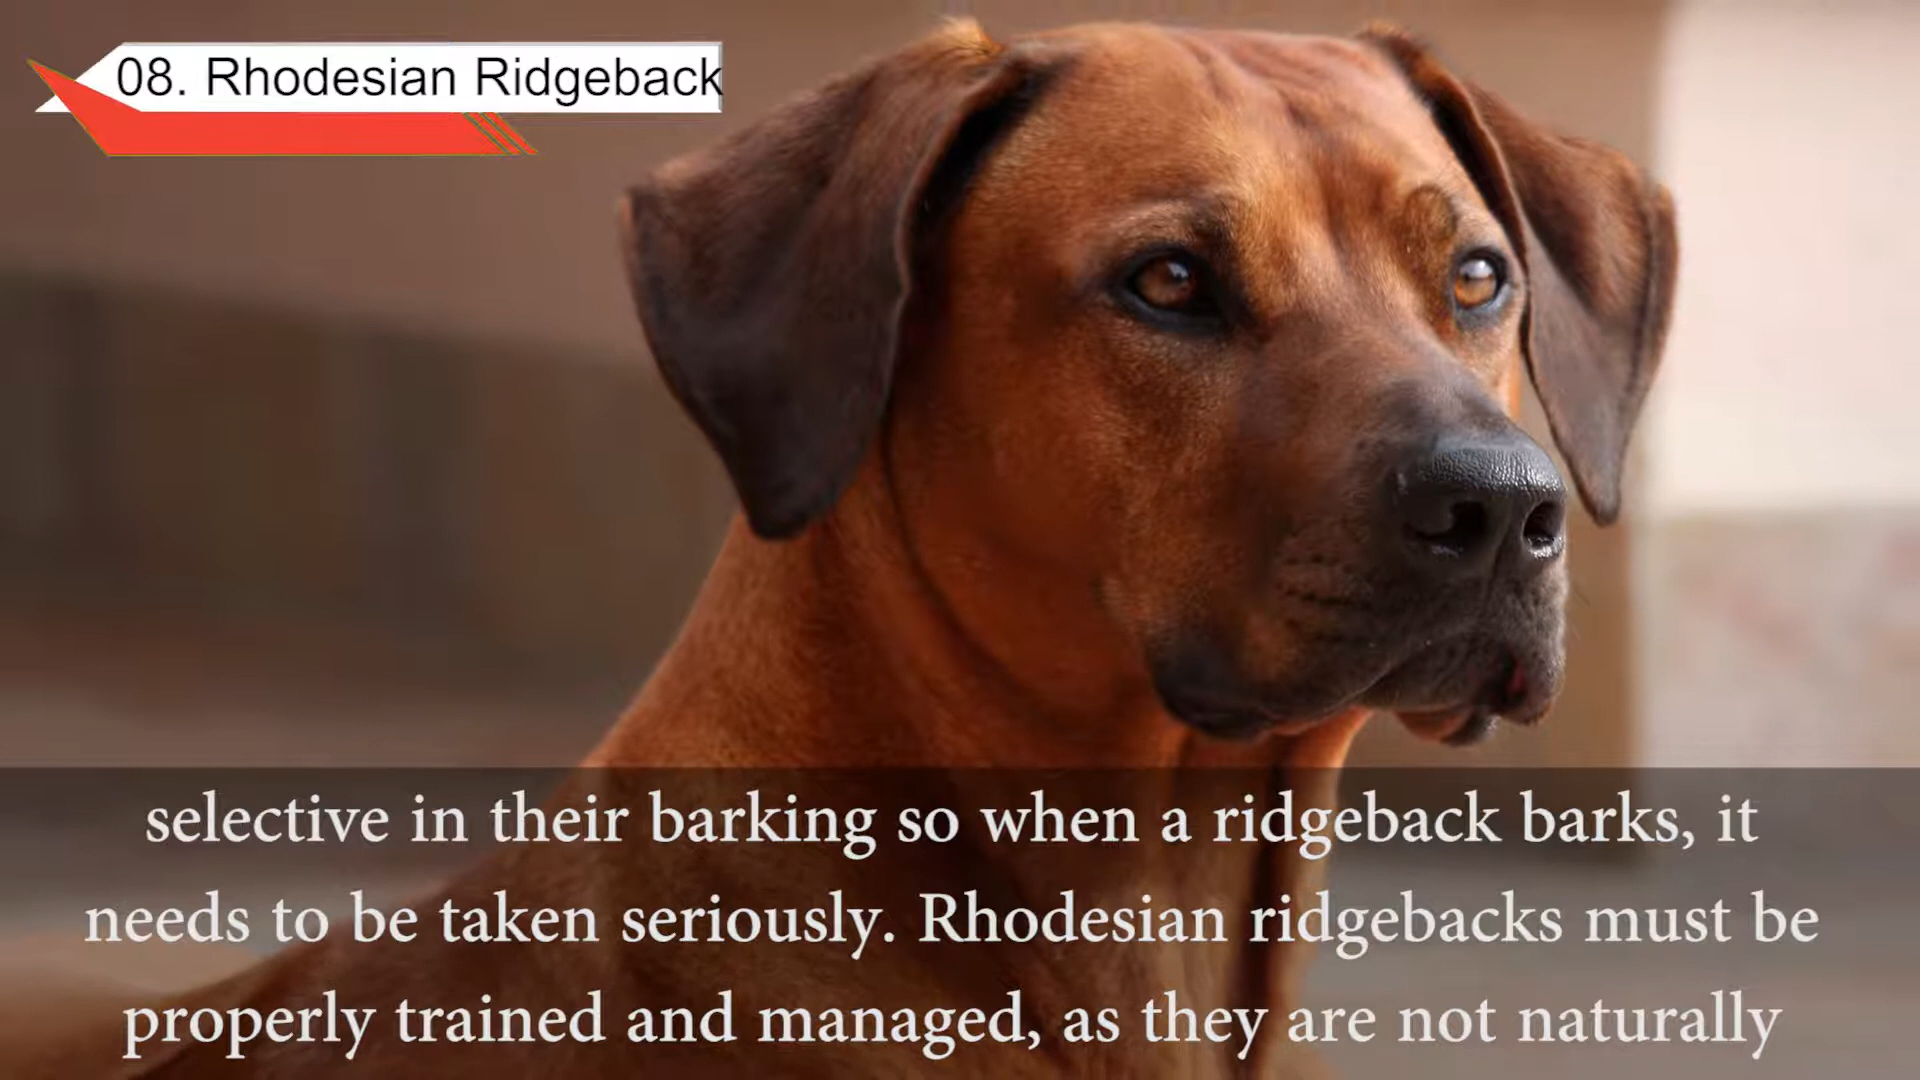 08. Rhodesian Ridgeback
selective in their barking so when a ridgeback barks, it
needs to be taken seriously. Rhodesian ridgebacks must be
properly trained and managed, as they are not naturally